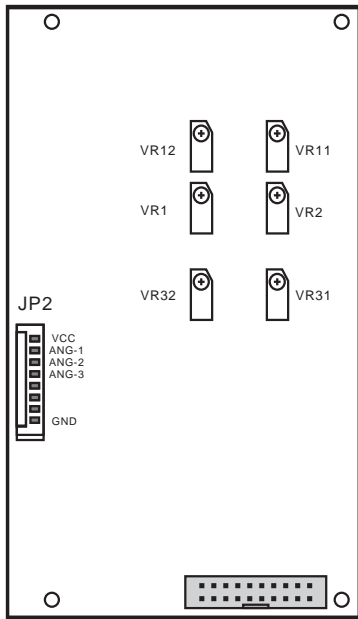 VR12
VR11
VR1
VR2
VR32
VR31
JP2
VCC
ANG-1
ANG-2
ANG-3
GND